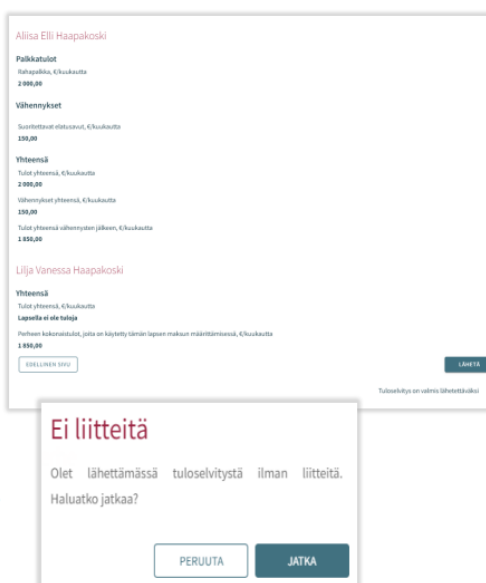 Aliisa Elli Haapakoski
Palkkatulot
Rahapalkka, €/kuukautta
2 000,00
Vähennykset
Suoritettavat elatusavut, €/kuukautta
150,00
Yhteensä
Tulot yhteensä, €/kuukautta
2 000,00
Vähennykset yhteensä, €/kuukautta
150,00
Tulot yhteensä vähennysten jälkeen, €/kuukautta
1 850,00
Lilja Vanessa Haapakoski
Yhteensä
Tulot yhteensä, €/kuukautta
Lapsella ei ole tuloja
Perheen kokonaistulot, joita on käytetty tämän lapsen maksun määrittämisessä, €/kuukautta
1 850,00
EDELLINEN SIVU
LÄHETÄ
Tuloselvitys on valmis lähetettäväksi
Ei liitteitä
Olet lähettämässä tuloselvitystä ilman liitteitä.
Haluatko jatkaa?
PERUUTA
JATKA